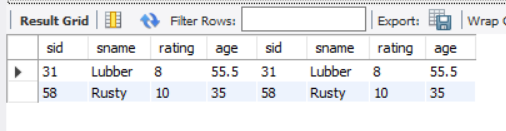 Result Grid Filter Rows: Export: Wrap
sid sname rating age sid sname rating age
31 Lubber 8 55.5 31 Lubber 8 55.5
58 Rusty 10 35 58 Rusty 10 35